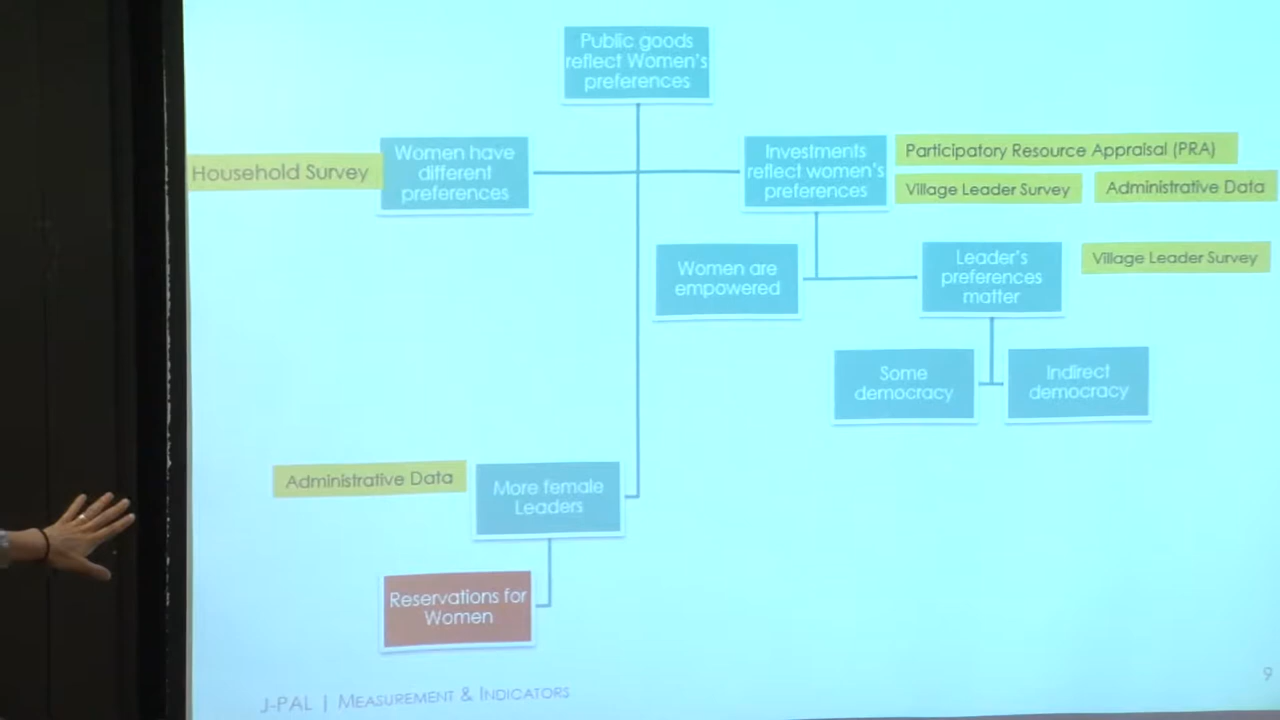 Public goods
reflect Women's
preferences
Household Survey
Women have
different
preferences
Investments
reflect women's
preferences
Participatory Resource Appraisal (PRA)
Village Leader Survey
Administrative Data
Women are
empowered
Leader's
preferences
matter
Village Leader Survey
Some
democracy
Indirect
democracy
Administrative Data
More female
Leaders
Reservations for
Women
J-PAL | MEASUREMENT & INDICATORS
9